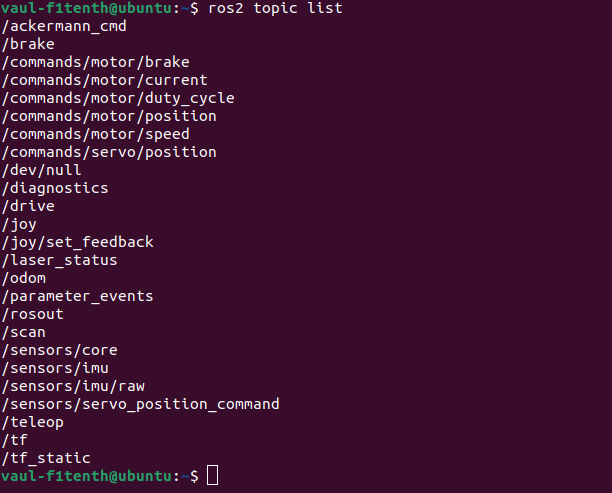 vaul-f1tenth@ubuntu:~$ ros2 topic list
/ackermann_cmd
/brake
/commands/motor/brake
/commands/motor/current
/commands/motor/duty_cycle
/commands/motor/position
/commands/motor/speed
/commands/servo/position
/dev/null
/diagnostics
/drive
/joy
/joy/set_feedback
/laser_status
/odom
/parameter_events
/rosout
/scan
/sensors/core
/sensors/imu
/sensors/imu/raw
/sensors/servo_position_command
/teleop
/tf
/tf_static
vaul-f1tenth@ubuntu:~$